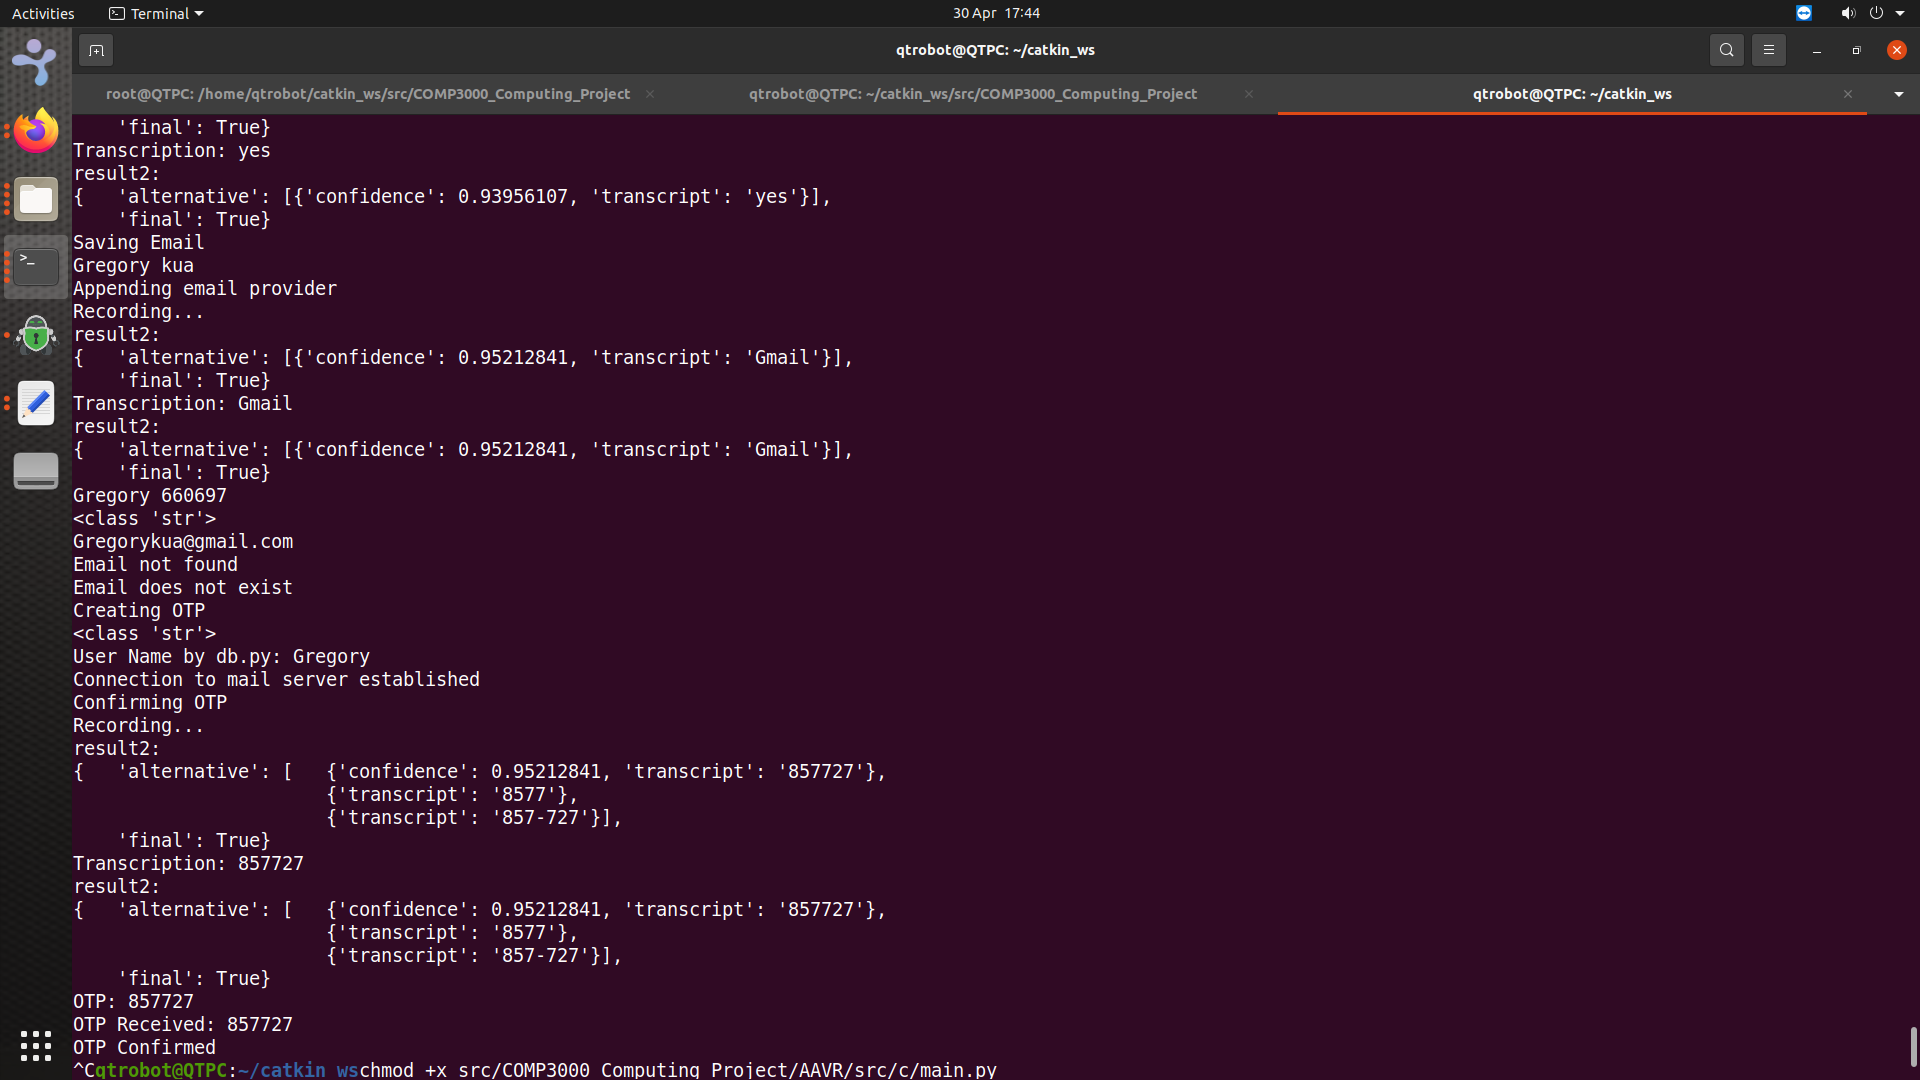 Activities Terminal 30 Apr 17:44
qtrobot@QTPC: ~/catkin_ws
root@QTPC: /home/qtrobot/catkin_ws/src/COMP3000_Computing_Project qtrobot@QTPC: ~/catkin_ws/src/COMP3000_Computing_Project qtrobot@QTPC: ~/catkin_ws
    'final': True}
Transcription: yes
result2:
{   'alternative': [{'confidence': 0.93956107, 'transcript': 'yes'}],
    'final': True}
Saving Email
Gregory kua
Appending email provider
Recording...
result2:
{   'alternative': [{'confidence': 0.95212841, 'transcript': 'Gmail'}],
    'final': True}
Transcription: Gmail
result2:
{   'alternative': [{'confidence': 0.95212841, 'transcript': 'Gmail'}],
    'final': True}
Gregory 660697
<class 'str'>
Gregorykua@gmail.com
Email not found
Email does not exist
Creating OTP
<class 'str'>
User Name by db.py: Gregory
Connection to mail server established
Confirming OTP
Recording...
result2:
{   'alternative': [   {'confidence': 0.95212841, 'transcript': '857727'},
                       {'transcript': '8577'},
                       {'transcript': '857-727'}],
    'final': True}
Transcription: 857727
result2:
{   'alternative': [   {'confidence': 0.95212841, 'transcript': '857727'},
                       {'transcript': '8577'},
                       {'transcript': '857-727'}],
    'final': True}
OTP: 857727
OTP Received: 857727
OTP Confirmed
^Cqtrobot@QTPC:~/catkin_wschmod +x src/COMP3000_Computing_Project/AAVR/src/c/main.py